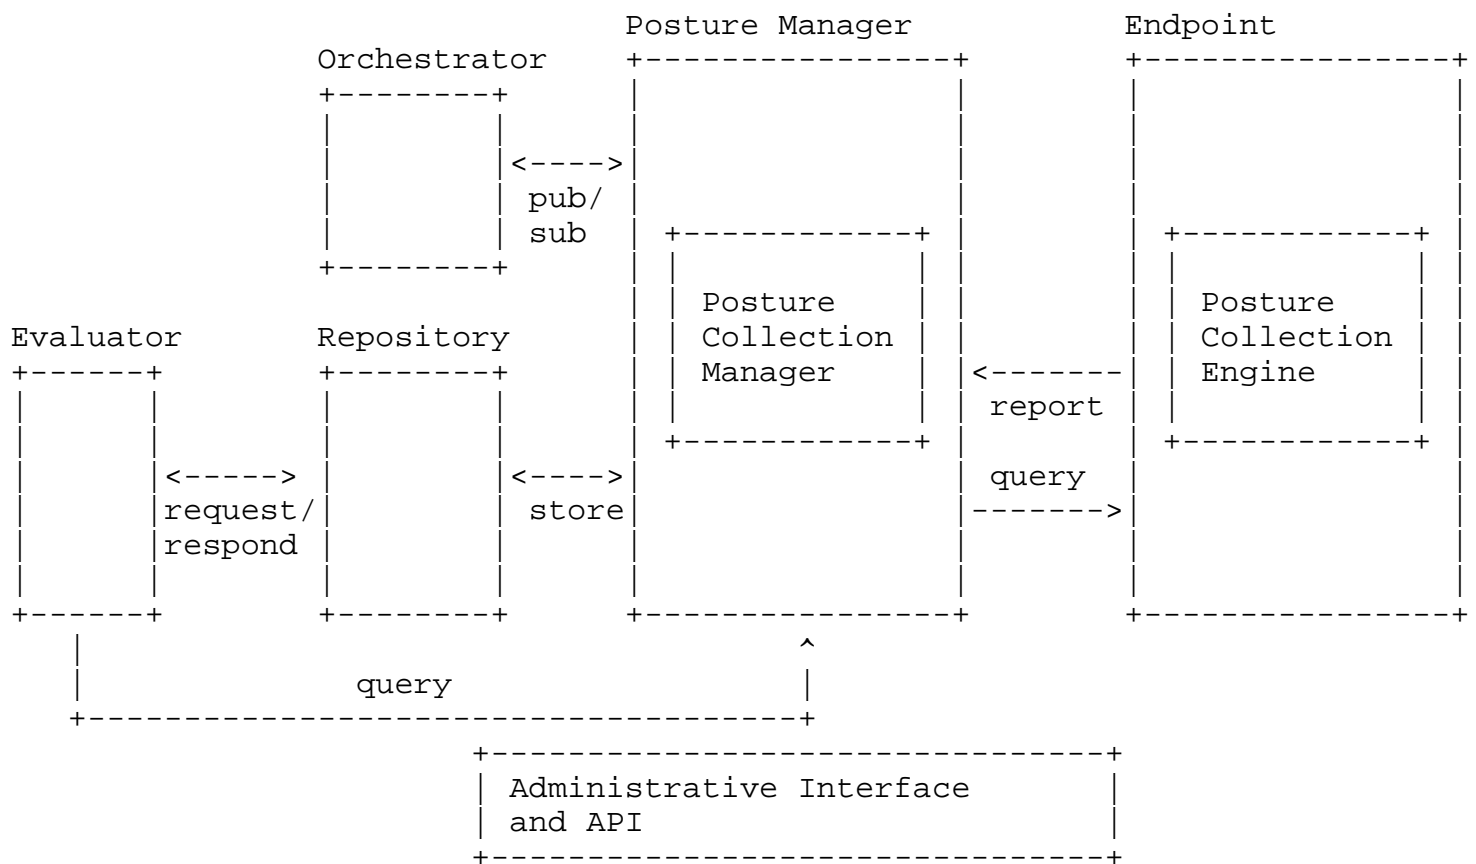 Posture Manager
Endpoint
Orchestrator
pub/
sub
Posture
Collection
Manager
Posture
Collection
Engine
Evaluator
Repository
report
query
request/
respond
store
query
Administrative Interface
and API